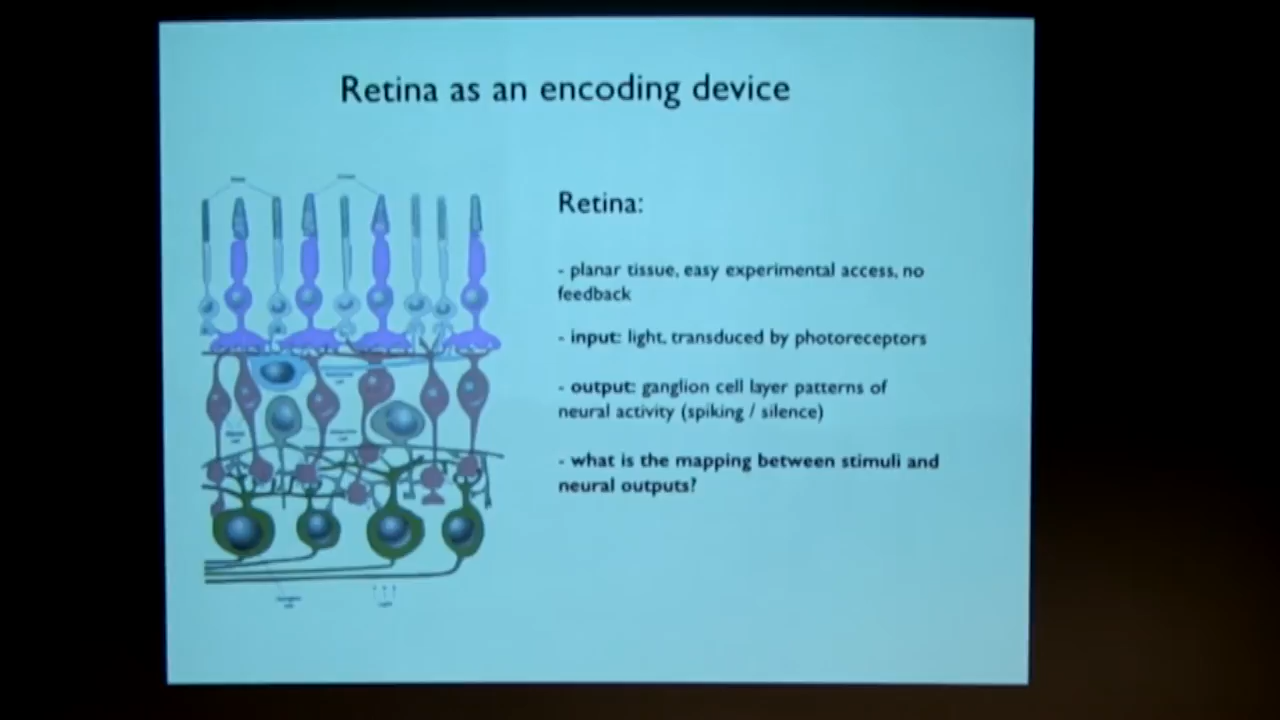 Retina as an encoding device
Retina:
- planar tissue, easy experimental access, no
feedback
- input: light, transduced by photoreceptors
- output: ganglion cell layer patterns of
neural activity (spiking / silence)
- what is the mapping between stimuli and
neural outputs?